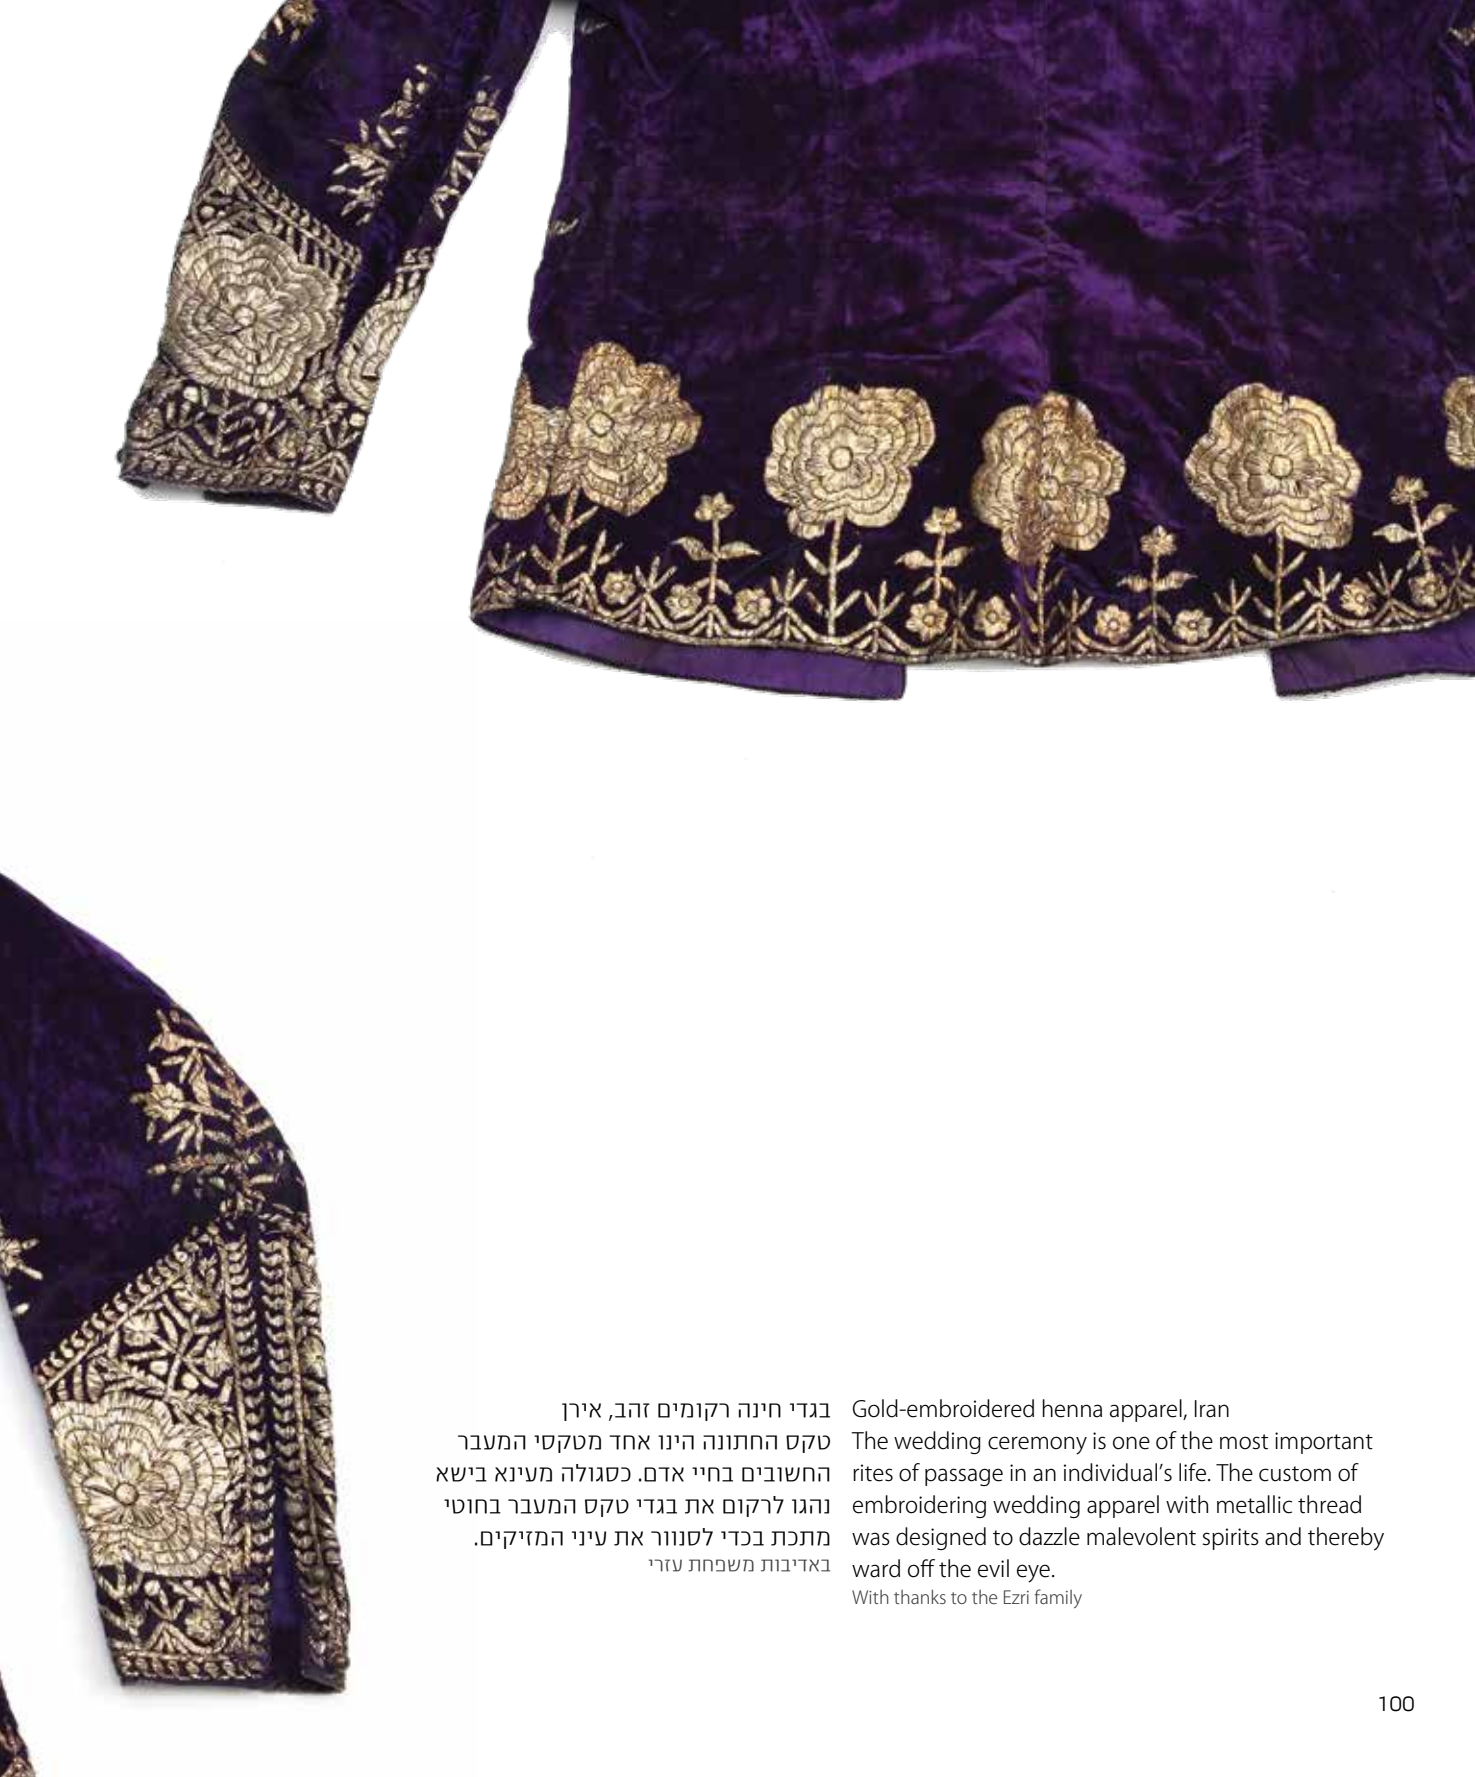 בגדי חינה רקומים זהב, אירן
טקס החתונה הינו אחד מטקסי המעבר
החשובים בחיי אדם. כסגולה מעינא בישא
נהגו לרקום את בגדי טקס המעבר בחוטי
מתכת בכדי לסנוור את עיני המזיקים.
באדיבות משפחת עזרי
Gold-embroidered henna apparel, Iran
The wedding ceremony is one of the most important
rites of passage in an individual’s life. The custom of
embroidering wedding apparel with metallic thread
was designed to dazzle malevolent spirits and thereby
ward off the evil eye.
With thanks to the Ezri family
100